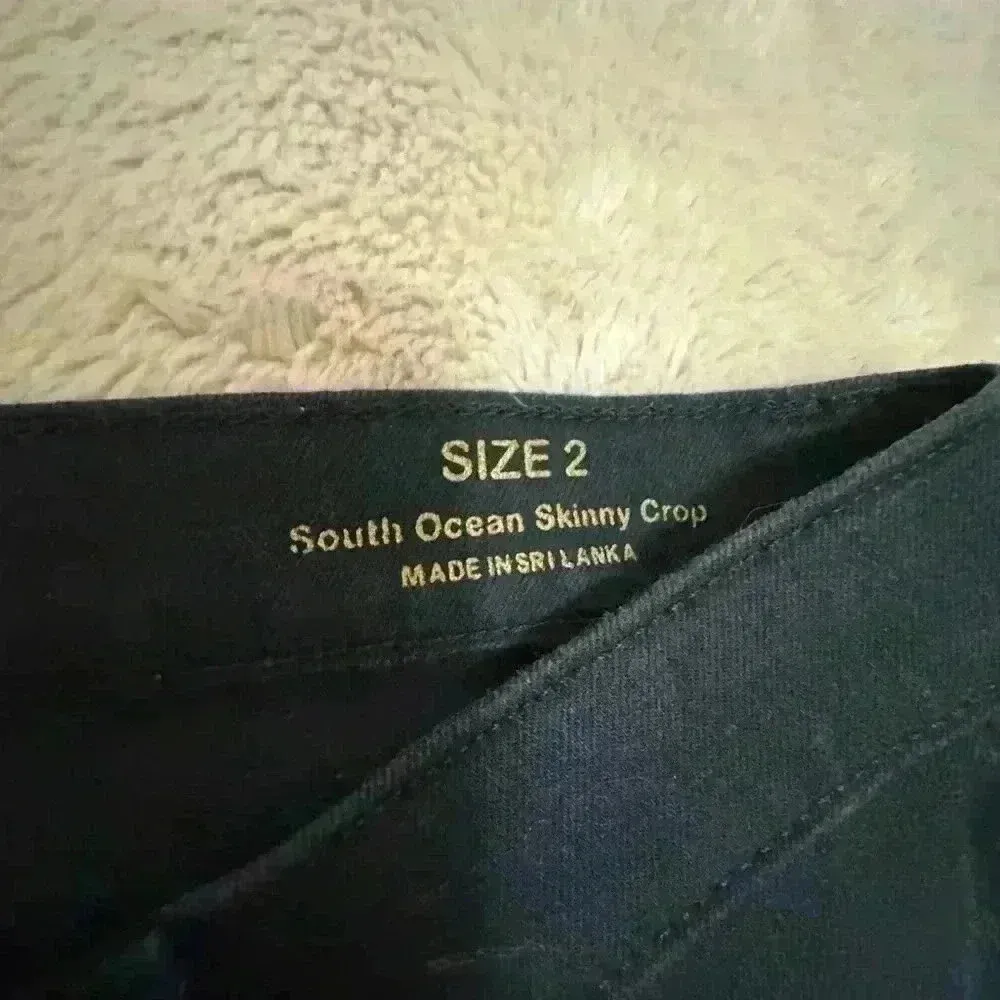 SIZE 2
South Ocean Skinny Crop
MADE IN SRI LANKA